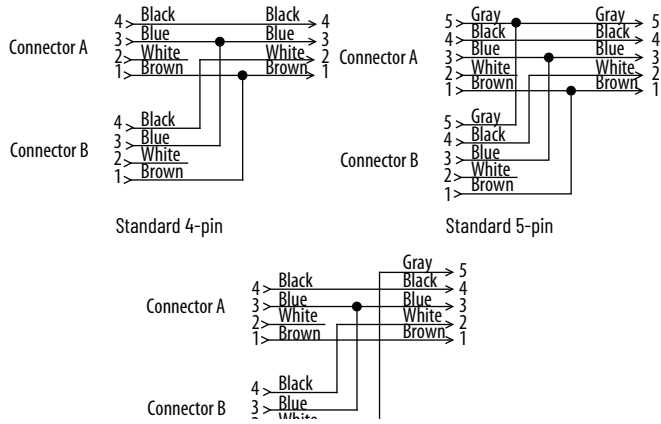 4 Black Black 4
Connector A 3 Blue Blue 3
2 White White 2
1 Brown Brown 1
4 Black
Connector B 3 Blue
2 White
1 Brown
Standard 4-pin
5 Gray Gray 5
4 Black Black 4
Connector A 3 Blue Blue 3
2 White White 2
1 Brown Brown 1
5 Gray
4 Black
Connector B 3 Blue
2 White
1 Brown
Standard 5-pin
Gray 5
4 Black Black 4
Connector A 3 Blue Blue 3
2 White White 2
1 Brown Brown 1
4 Black
Connector B 3 Blue